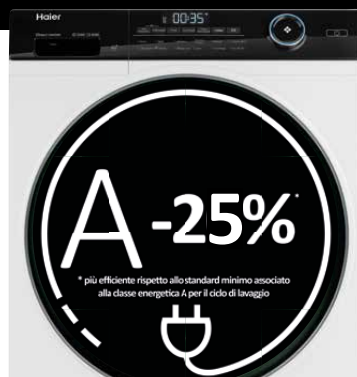 Haier
00:35
A -25%*
* più efficiente rispetto allo standard minimo associato
alla classe energetica A per il ciclo di lavaggio